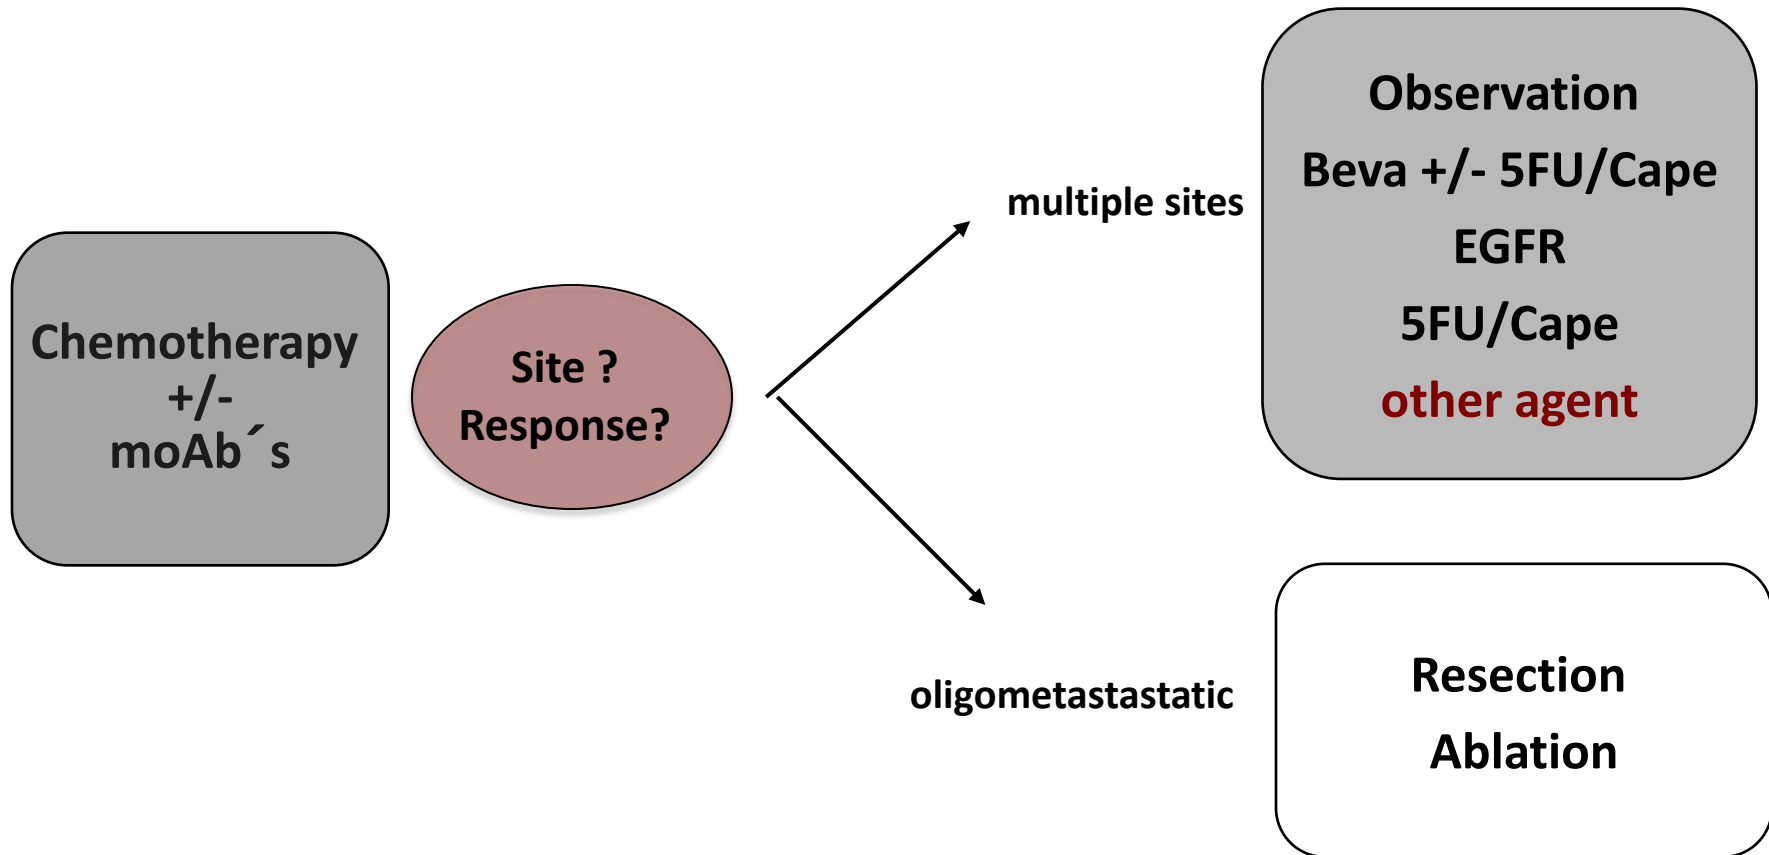 Chemotherapy
+/-
moAb´s
Site ?
Response?
multiple sites
Observation
Beva +/- 5FU/Cape
EGFR
5FU/Cape
other agent
oligometastastatic
Resection
Ablation